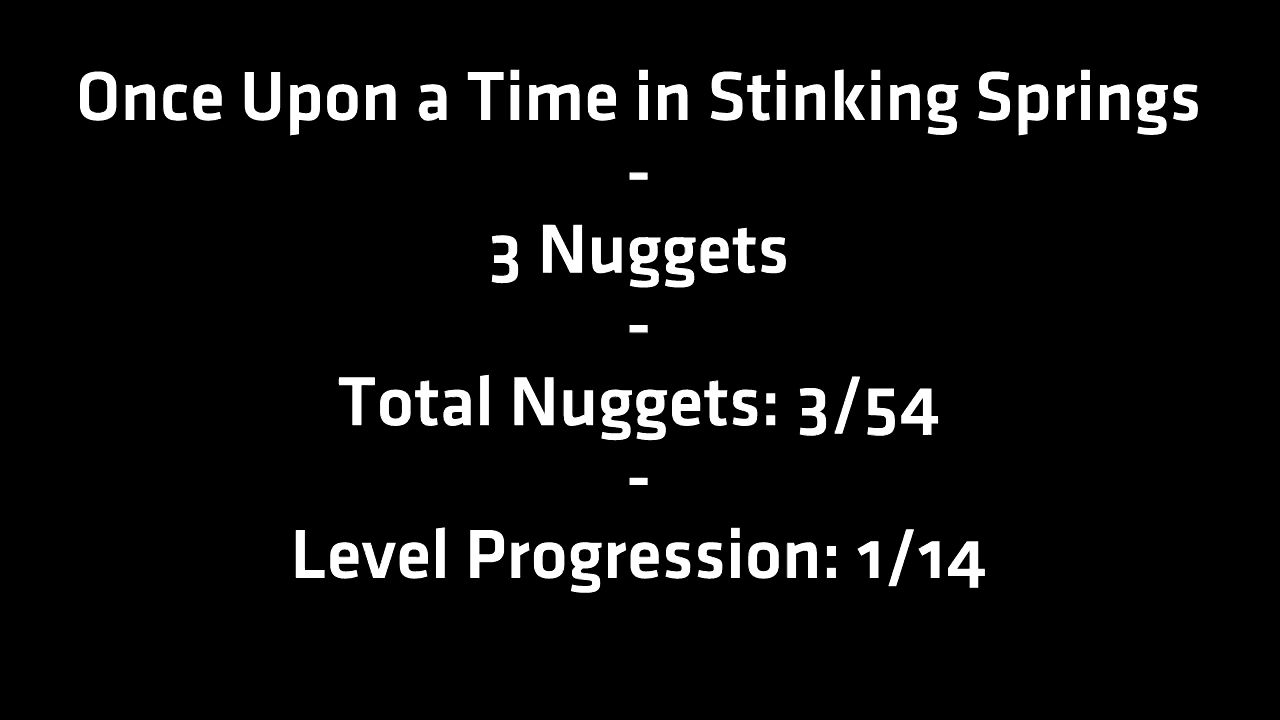 Once Upon a Time in Stinking Springs
-
3 Nuggets
-
Total Nuggets: 3/54
-
Level Progression: 1/14